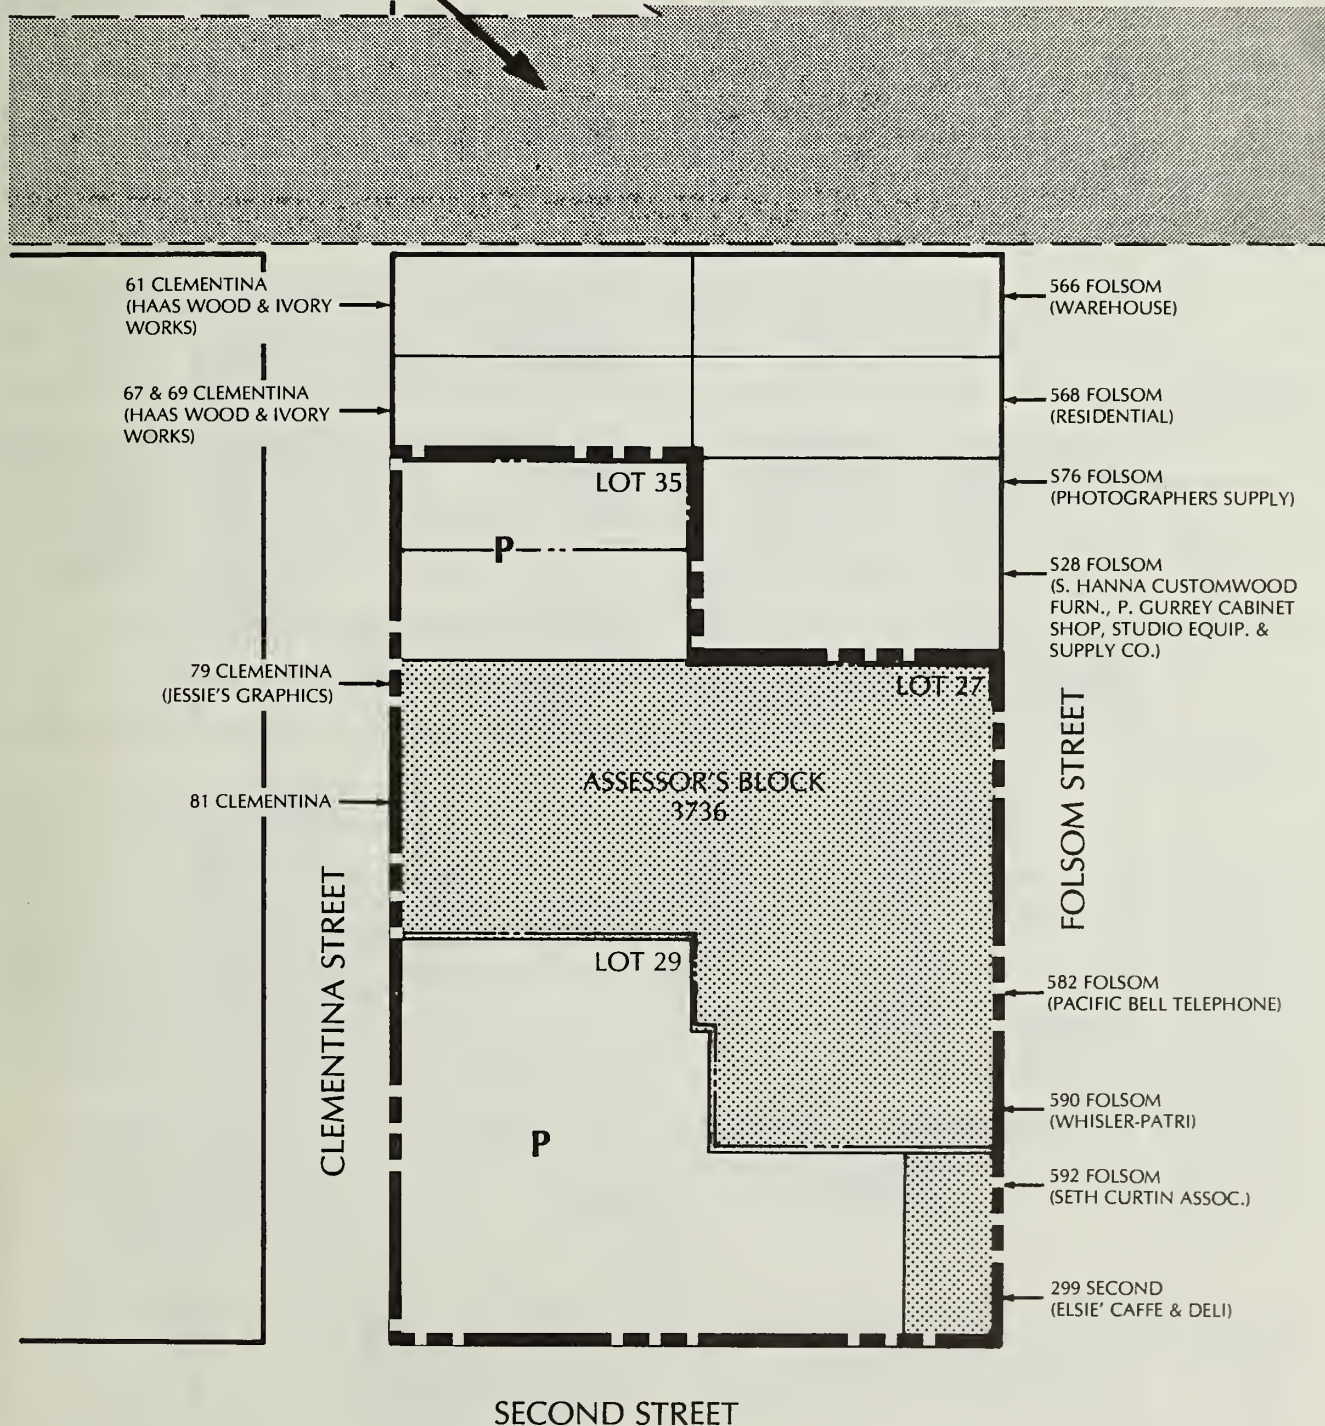 61 CLEMENTINA
(HAAS WOOD & IVORY
WORKS)
566 FOLSOM
(WAREHOUSE)
67 & 69 CLEMENTINA
(HAAS WOOD & IVORY
WORKS)
568 FOLSOM
(RESIDENTIAL)
LOT 35
S76 FOLSOM
(PHOTOGRAPHERS SUPPLY)
P
S28 FOLSOM
(S. HANNA CUSTOMWOOD
FURN., P. GURREY CABINET
SHOP, STUDIO EQUIP. &
SUPPLY CO.)
79 CLEMENTINA
(JESSIE'S GRAPHICS)
LOT 27
ASSESSOR'S BLOCK
3736
81 CLEMENTINA
FOLSOM STREET
CLEMENTINA STREET
LOT 29
582 FOLSOM
(PACIFIC BELL TELEPHONE)
P
590 FOLSOM
(WHISLER-PATRI)
592 FOLSOM
(SETH CURTIN ASSOC.)
299 SECOND
(ELSIE' CAFFE & DELI)
SECOND STREET